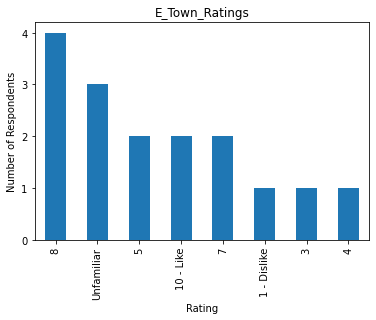 E_Town_Ratings
Number of Respondents
4
3
2
1
0
8
Unfamiliar
5
10 - Like
7
1 - Dislike
3
4
Rating